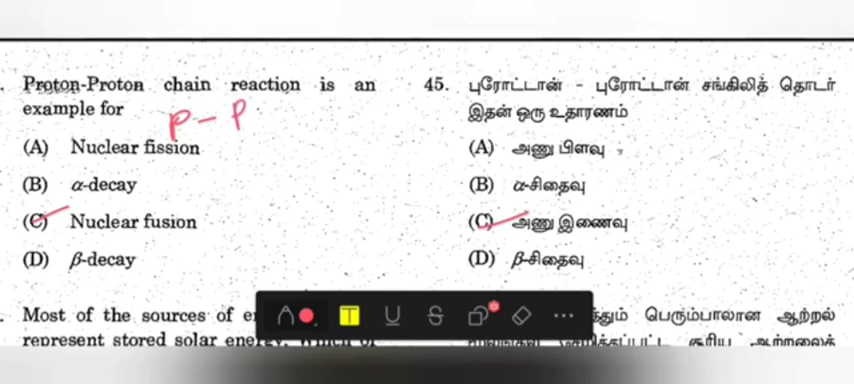 . Proton-Proton chain reaction is an
example for
P - P
(A) Nuclear fission
(B) α-decay
(C) Nuclear fusion
(D) β-decay
. Most of the sources of
represent stored solar energy. Which of
45. புரோட்டான் - புரோட்டான் சங்கிலித் தொடர்
இதன் ஒரு உதாரணம்
(A) அணு பிளவு
(B) α-சிதைவு
(C) அணு இணைவு
(D) β-சிதைவு
பெரும்பாலான ஆற்றல்
சூரிய ஆற்றலைக்